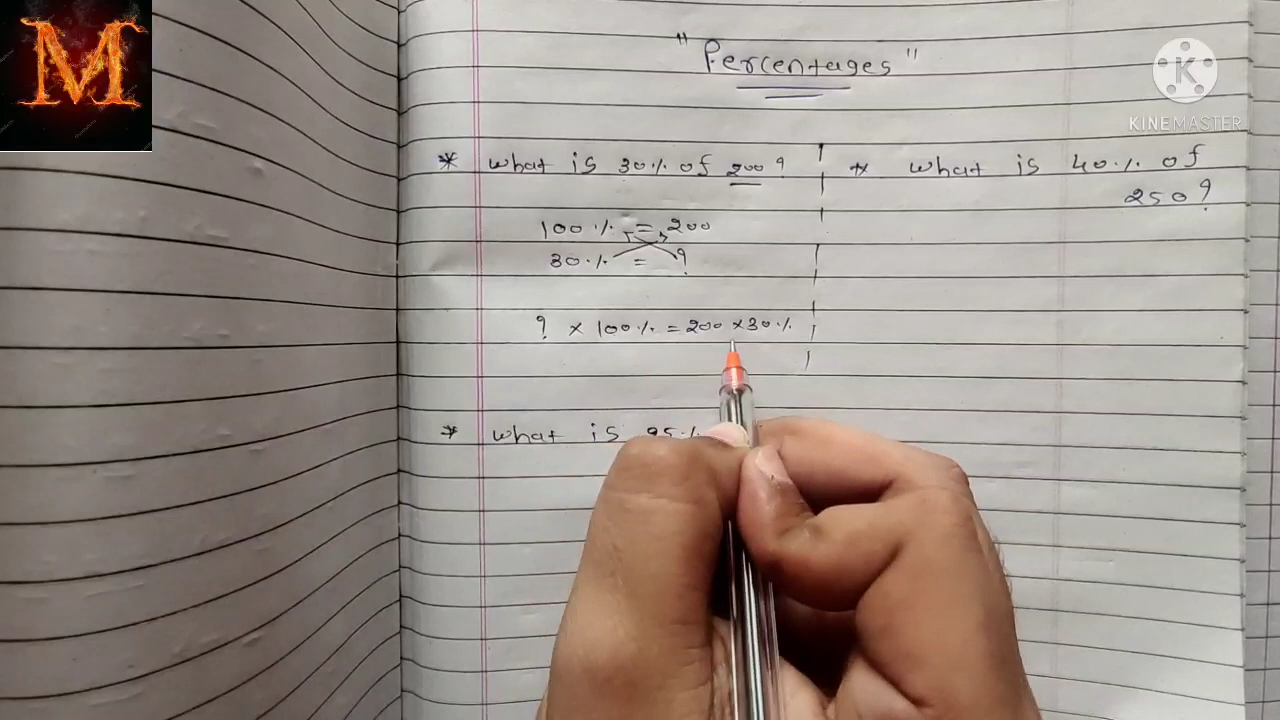 M
KINEMASTER
"Percentages"
* What is 30% of 200?
100% = 200
30% = ?
? × 100% = 200 × 30%
* What is 40% of
250?
* What is 95%